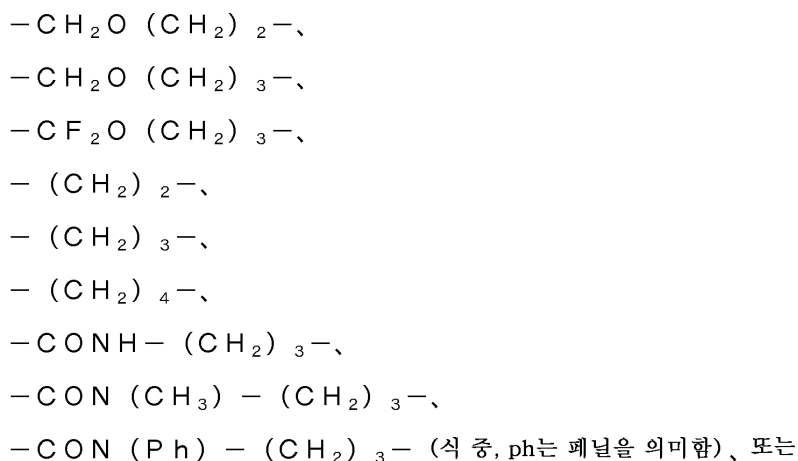 －ＣＨ₂Ｏ（ＣＨ₂）₂－、
－ＣＨ₂Ｏ（ＣＨ₂）₃－、
－ＣＦ₂Ｏ（ＣＨ₂）₃－、
－（ＣＨ₂）₂－、
－（ＣＨ₂）₃－、
－（ＣＨ₂）₄－、
－ＣＯＮＨ－（ＣＨ₂）₃－、
－ＣＯＮ（ＣＨ₃）－（ＣＨ₂）₃－、
－ＣＯＮ（Ｐｈ）－（ＣＨ₂）₃－ (식 중, ph는 페닐을 의미함)、또는